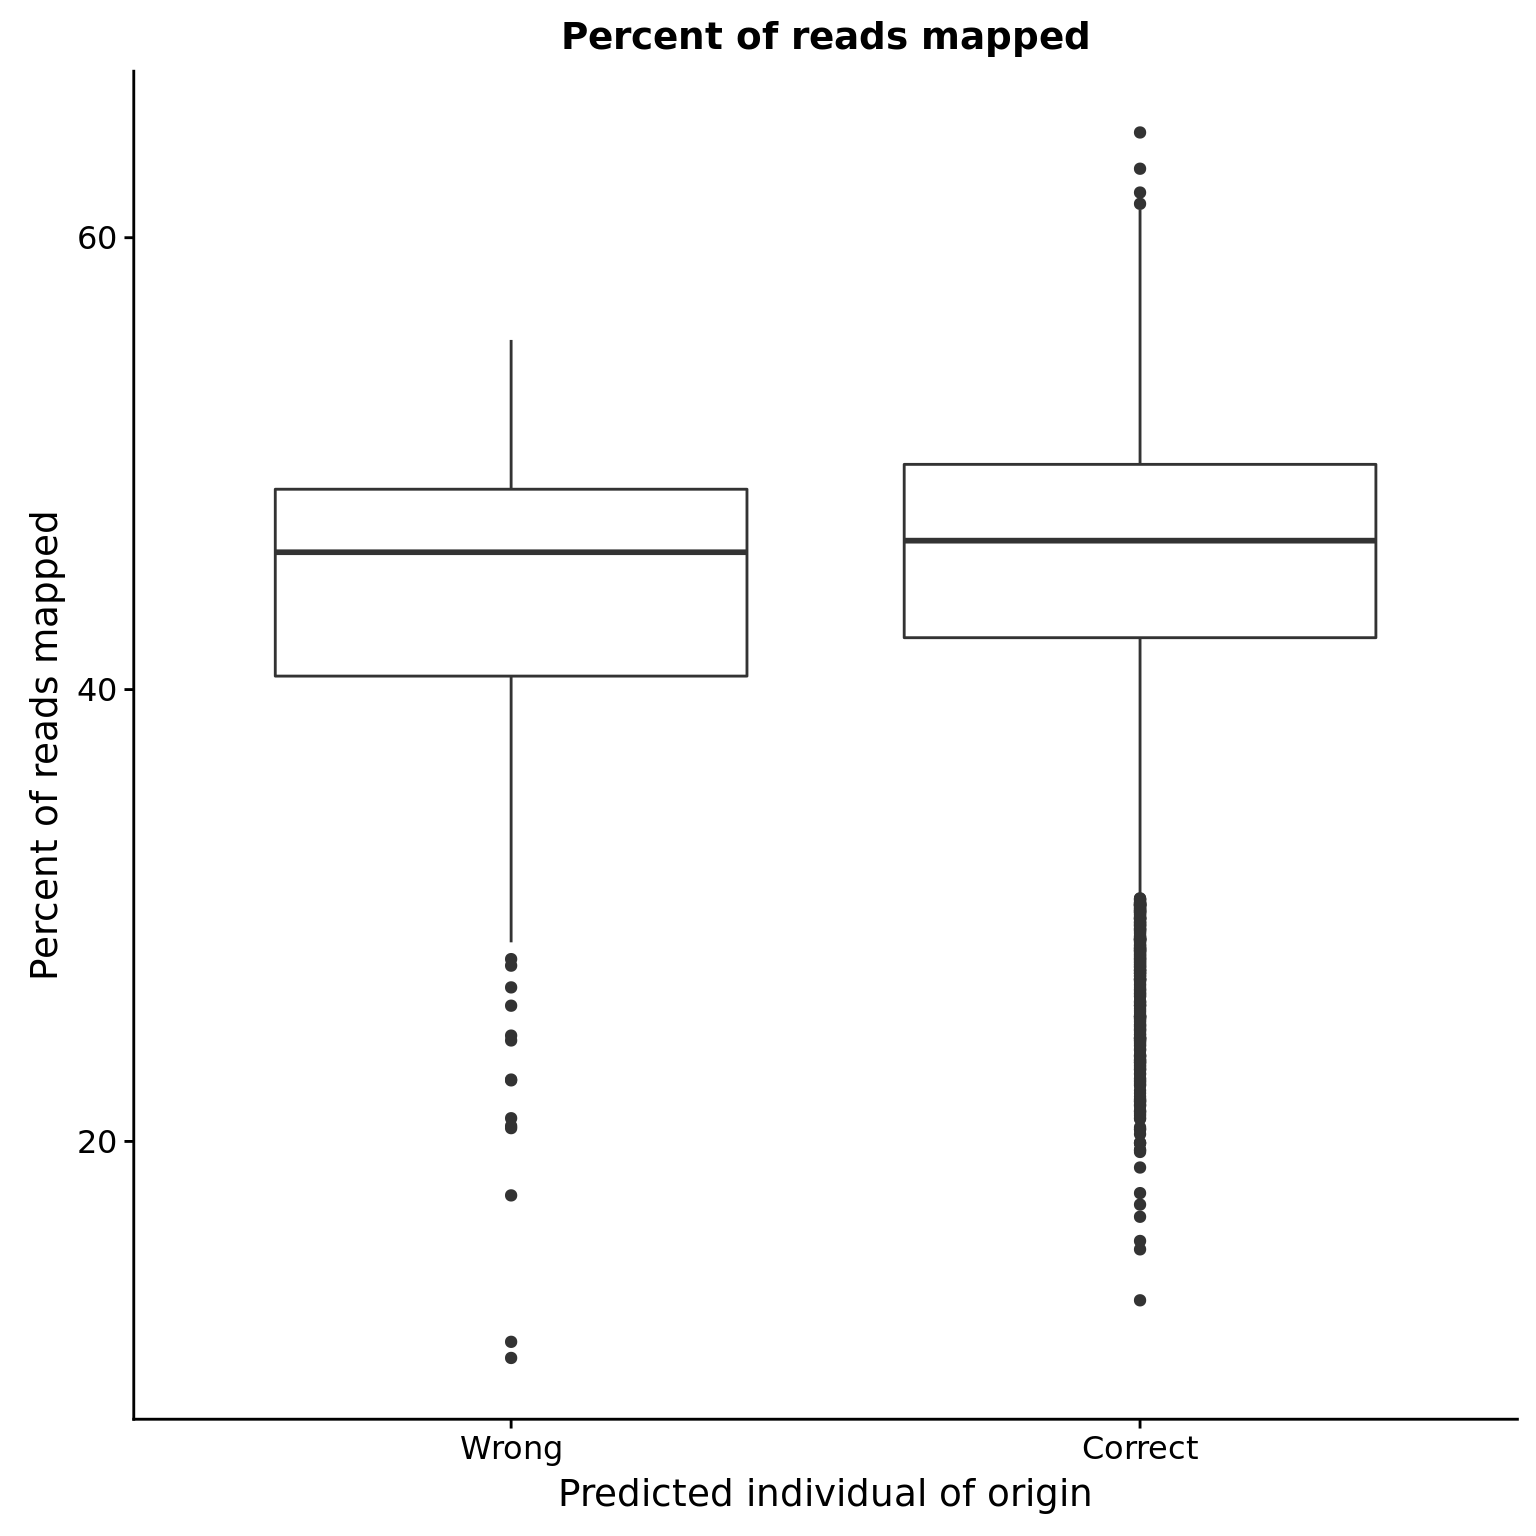 Percent of reads mapped
Percent of reads mapped
60
40
20
Wrong
Correct
Predicted individual of origin